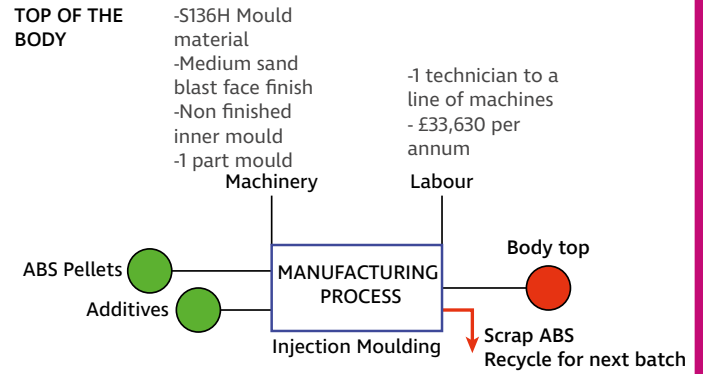 TOP OF THE
BODY
-S136H Mould
material
-Medium sand
blast face finish
-Non finished
inner mould
-1 part mould
Machinery
-1 technician to a
line of machines
- £33,630 per
annum
Labour
ABS Pellets
Additives
MANUFACTURING
PROCESS
Injection Moulding
Body top
Scrap ABS
Recycle for next batch